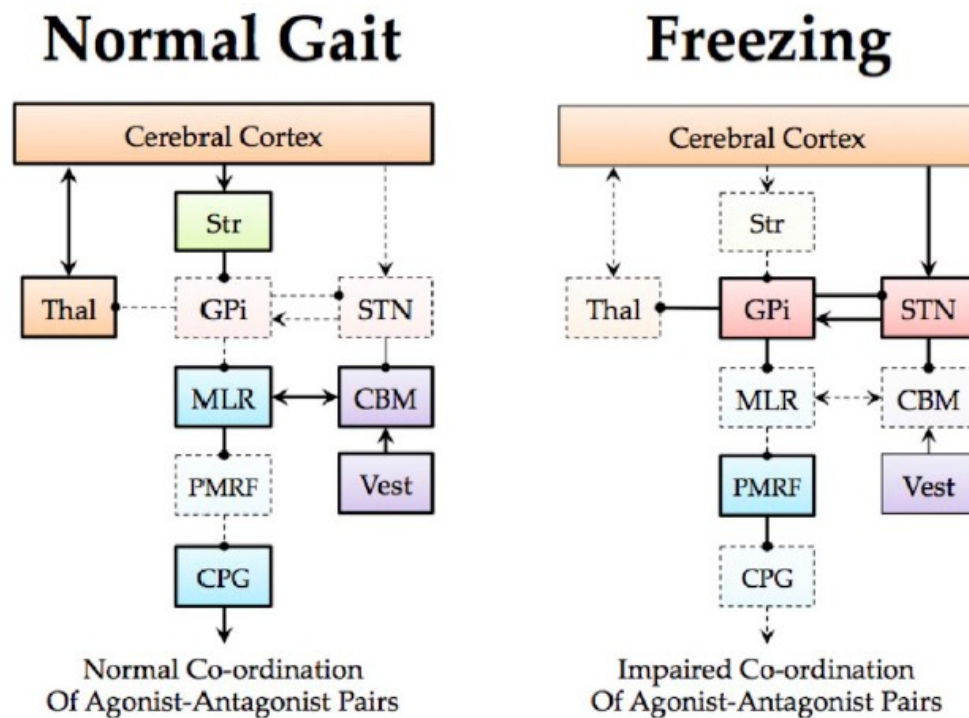 Normal Gait
Cerebral Cortex
Str
Thal
GPi
STN
MLR
CBM
PMRF
Vest
CPG
Normal Co-ordination
Of Agonist-Antagonist Pairs
Freezing
Cerebral Cortex
Str
Thal
GPi
STN
MLR
CBM
PMRF
Vest
CPG
Impaired Co-ordination
Of Agonist-Antagonist Pairs